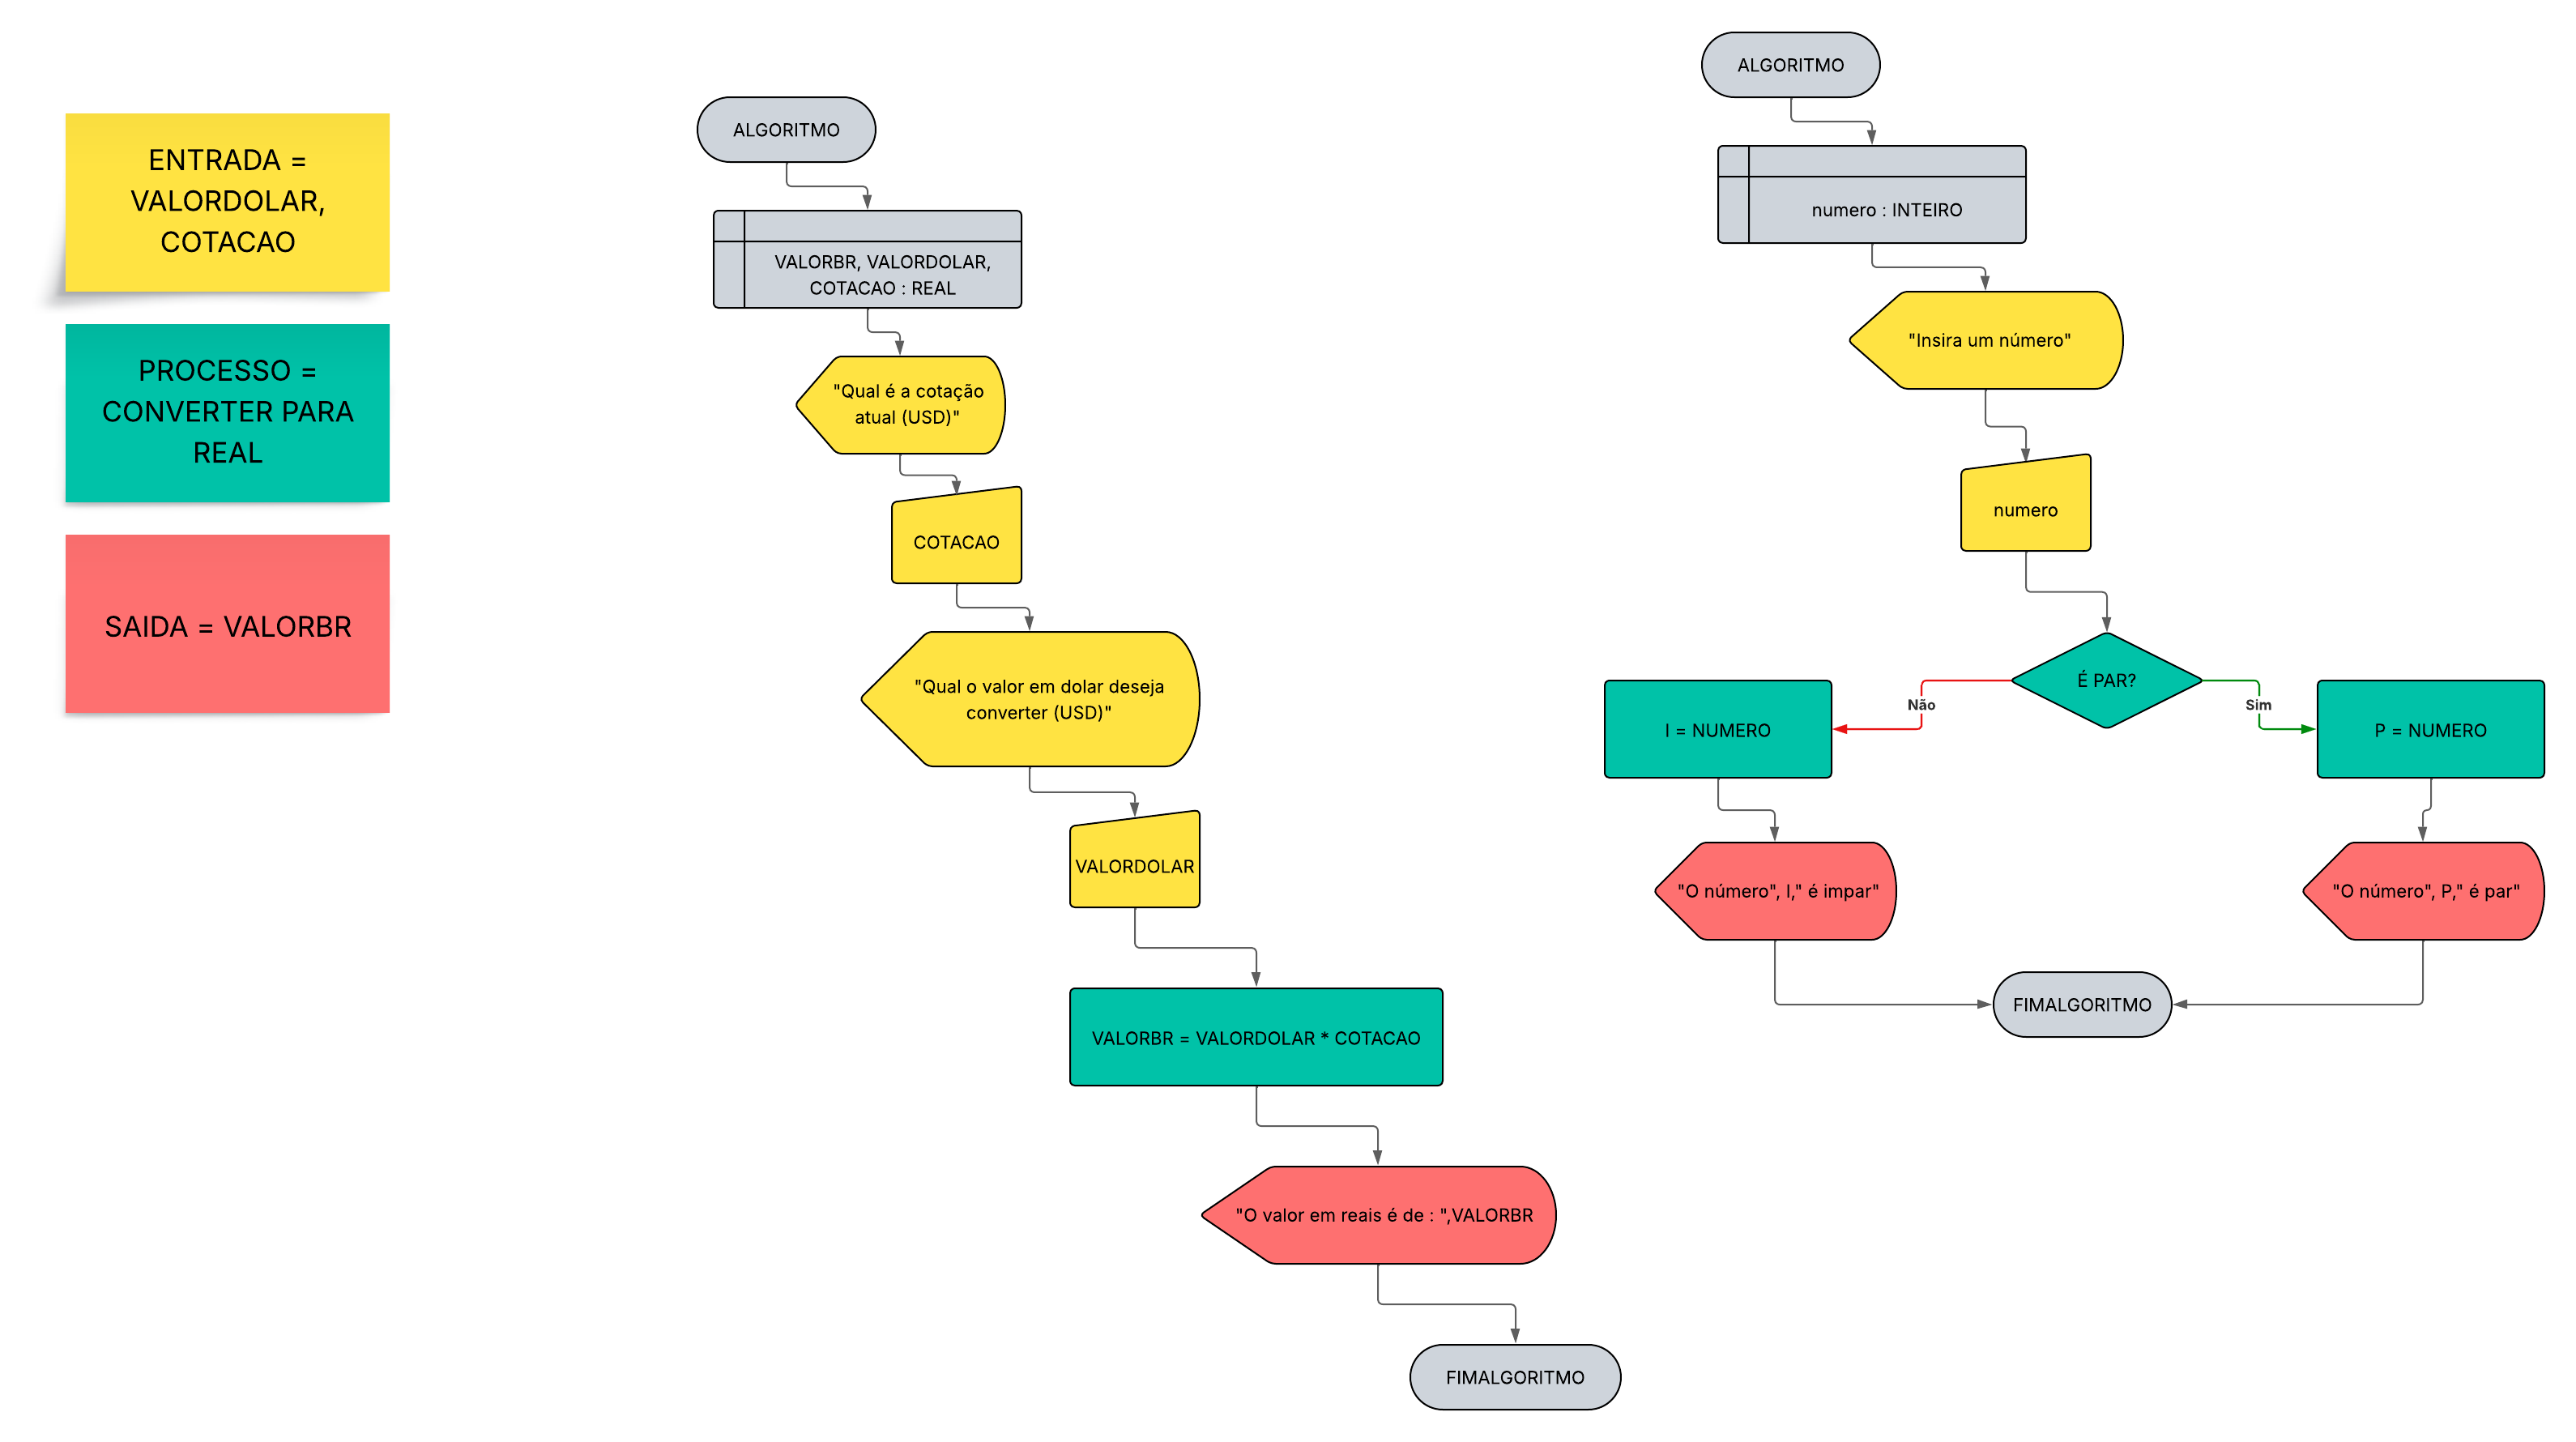 ENTRADA =
VALORDOLAR,
COTACAO
PROCESSO =
CONVERTER PARA
REAL
SAIDA = VALORBR
ALGORITMO
VALORBR, VALORDOLAR,
COTACAO : REAL
"Qual é a cotação
atual (USD)"
COTACAO
"Qual o valor em dolar deseja
converter (USD)"
VALORDOLAR
VALORBR = VALORDOLAR * COTACAO
"O valor em reais é de : ",VALORBR
FIMALGORITMO
ALGORITMO
numero : INTEIRO
"Insira um número"
numero
É PAR?
Não
Sim
I = NUMERO
P = NUMERO
"O número", I," é impar"
"O número", P," é par"
FIMALGORITMO